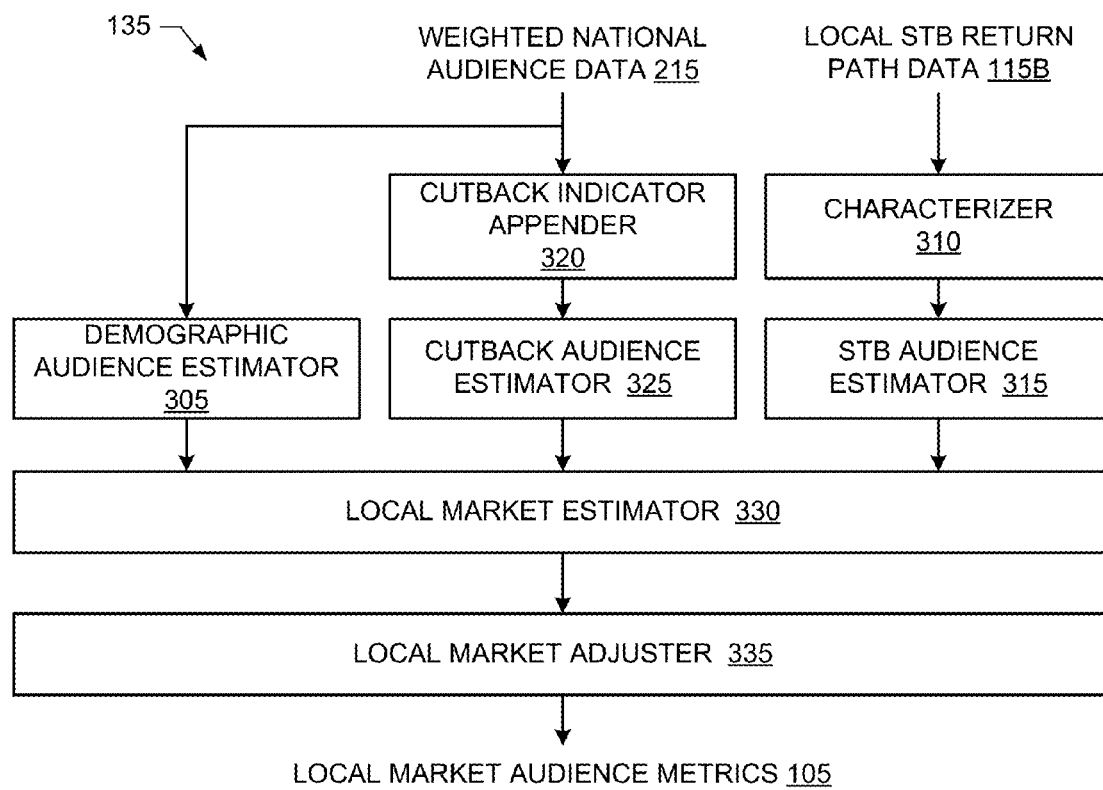 135
WEIGHTED NATIONAL
AUDIENCE DATA 215
LOCAL STB RETURN
PATH DATA 115B
CUTBACK INDICATOR
APPENDER
320
CHARACTERIZER
310
DEMOGRAPHIC
AUDIENCE ESTIMATOR
305
CUTBACK AUDIENCE
ESTIMATOR 325
STB AUDIENCE
ESTIMATOR 315
LOCAL MARKET ESTIMATOR 330
LOCAL MARKET ADJUSTER 335
LOCAL MARKET AUDIENCE METRICS 105